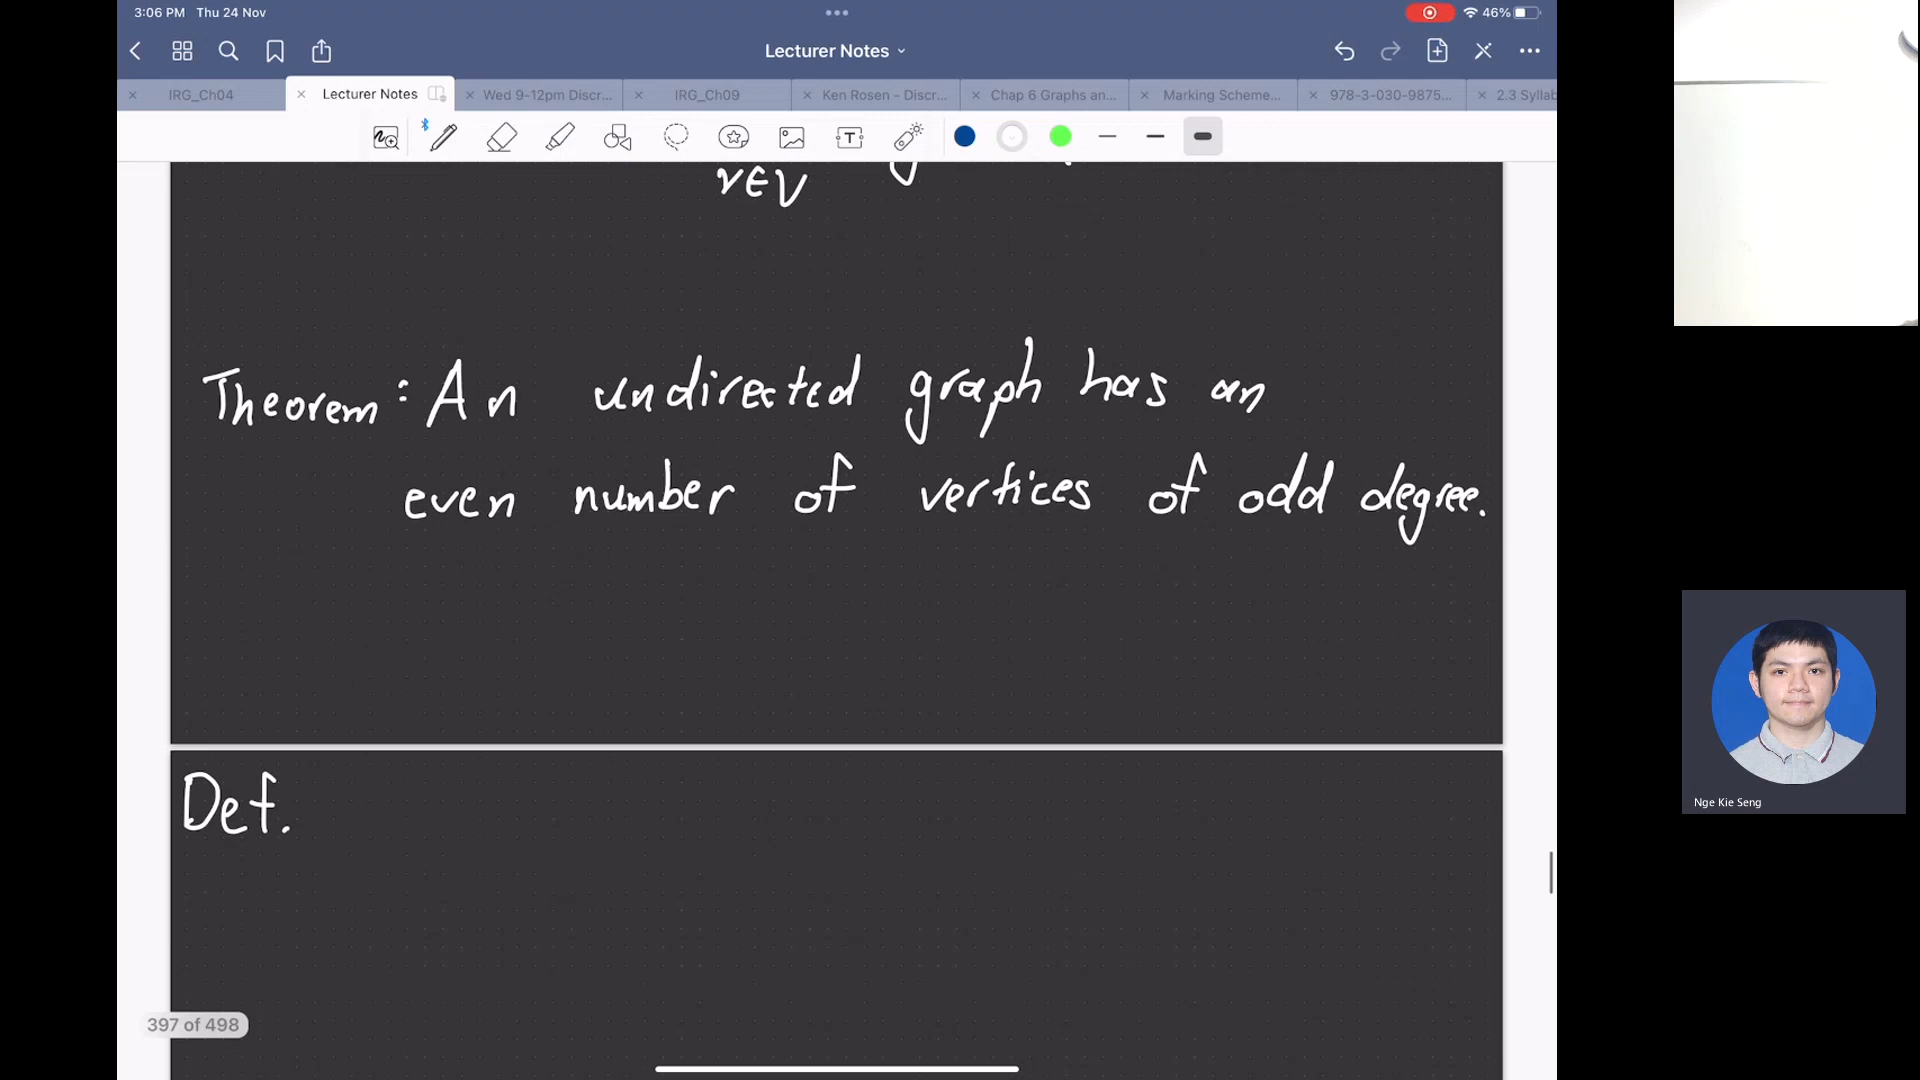 3:06 PM Thu 24 Nov
46%
Lecturer Notes
IRG_Ch04
Lecturer Notes
Wed 9-12pm Discr...
IRG_Ch09
Ken Rosen – Discr...
Chap 6 Graphs an...
Marking Scheme...
978-3-030-9875...
2.3 Syllab
v∈V
Theorem: An undirected graph has an
even number of vertices of odd degree.
Def.
397 of 498
Nge Kie Seng